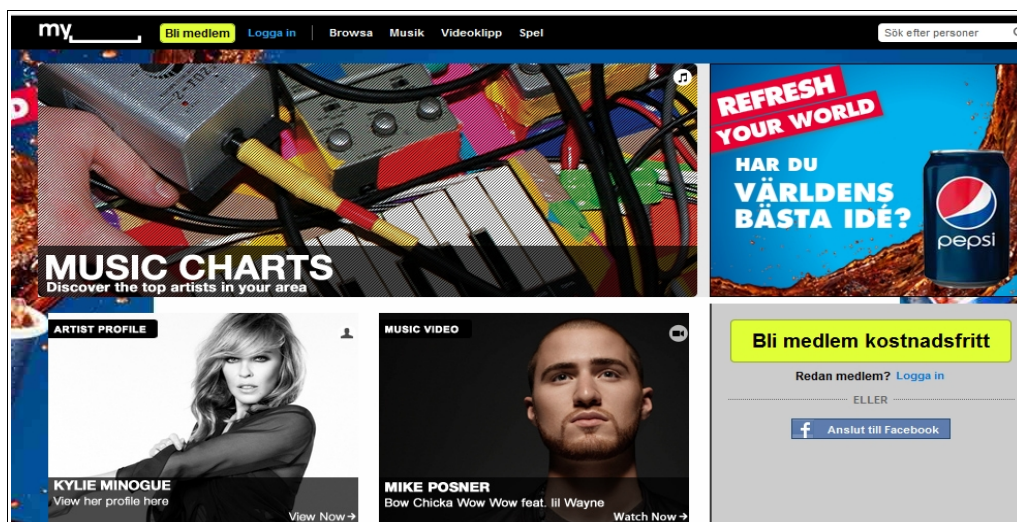 my
Bli medlem Logga in Browsa Musik Videoklipp Spel
Sök efter personer
MUSIC CHARTS
Discover the top artists in your area
REFRESH
YOUR WORLD
HAR DU
VÄRLDENS
BÄSTA IDÉ?
pepsi
ARTIST PROFILE
KYLIE MINOGUE
View her profile here
View Now
MUSIC VIDEO
MIKE POSNER
Bow Chicka Wow Wow feat. lil Wayne
Watch Now
Bli medlem kostnadsfritt
Redan medlem? Logga in
ELLER
f Anslut till Facebook